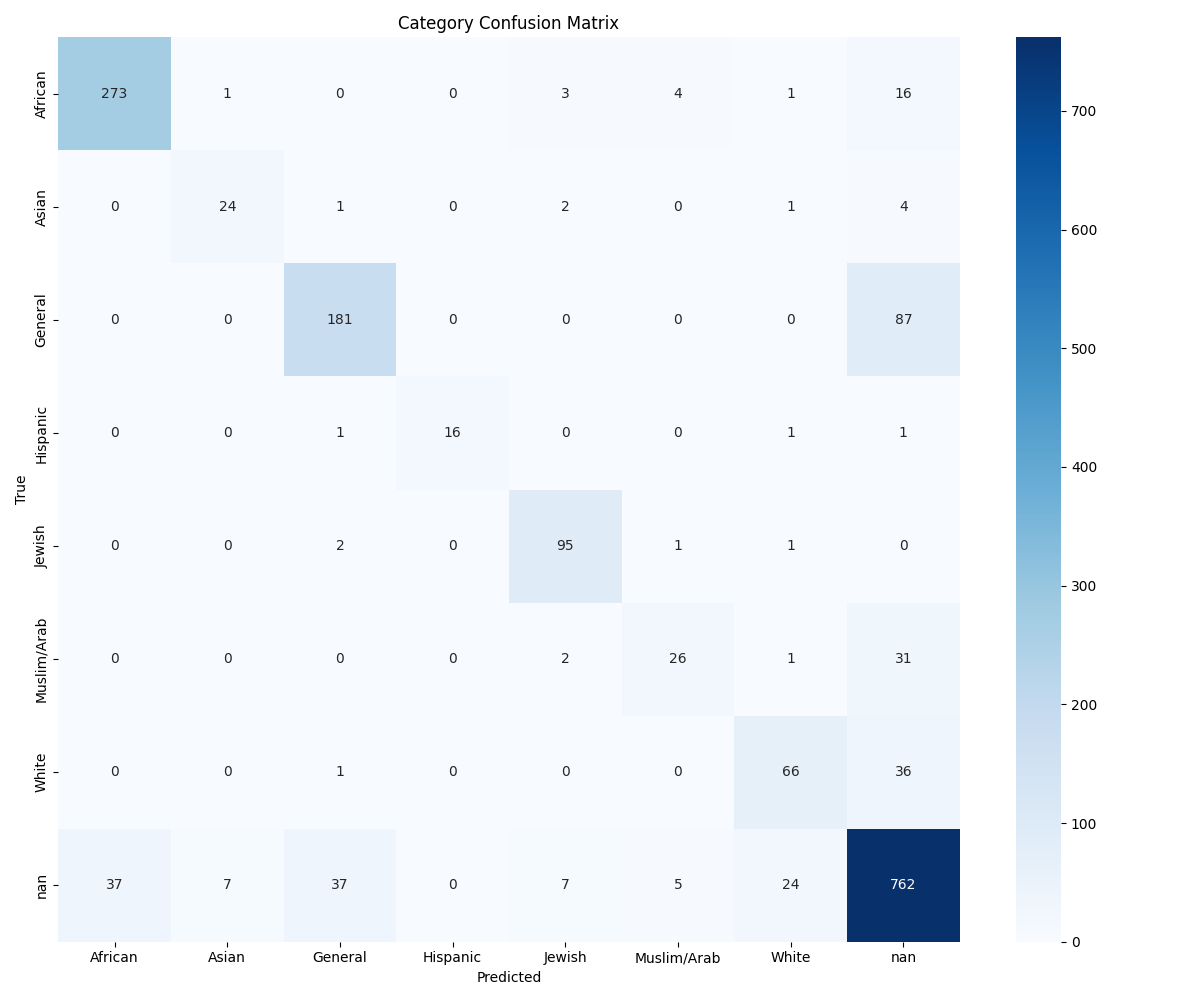 Category Confusion Matrix
True
African 273 1 0 0 3 4 1 16
Asian 0 24 1 0 2 0 1 4
General 0 0 181 0 0 0 0 87
Hispanic 0 0 1 16 0 0 1 1
Jewish 0 0 2 0 95 1 1 0
Muslim/Arab 0 0 0 0 2 26 1 31
White 0 0 1 0 0 0 66 36
nan 37 7 37 0 7 5 24 762
African Asian General Hispanic Jewish Muslim/Arab White nan
Predicted
700
600
500
400
300
200
100
0